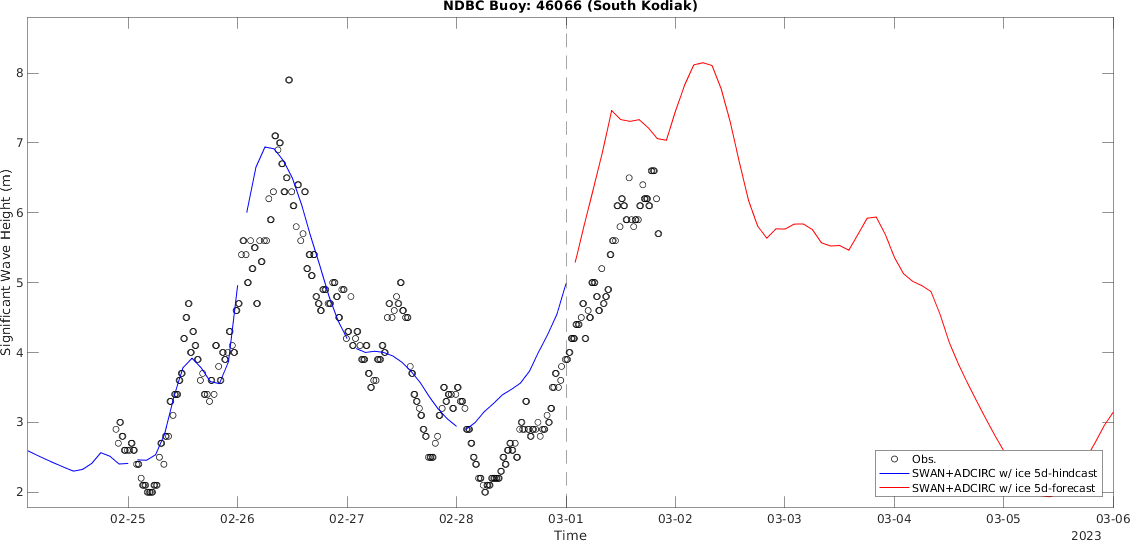 NDBC Buoy: 46066 (South Kodiak)
Significant Wave Height (m)
8
7
6
5
4
3
2
Obs.
SWAN+ADCIRC w/ ice 5d-hindcast
SWAN+ADCIRC w/ ice 5d-forecast
02-25 02-26 02-27 02-28 03-01 03-02 03-03 03-04 03-05 03-06
Time
2023